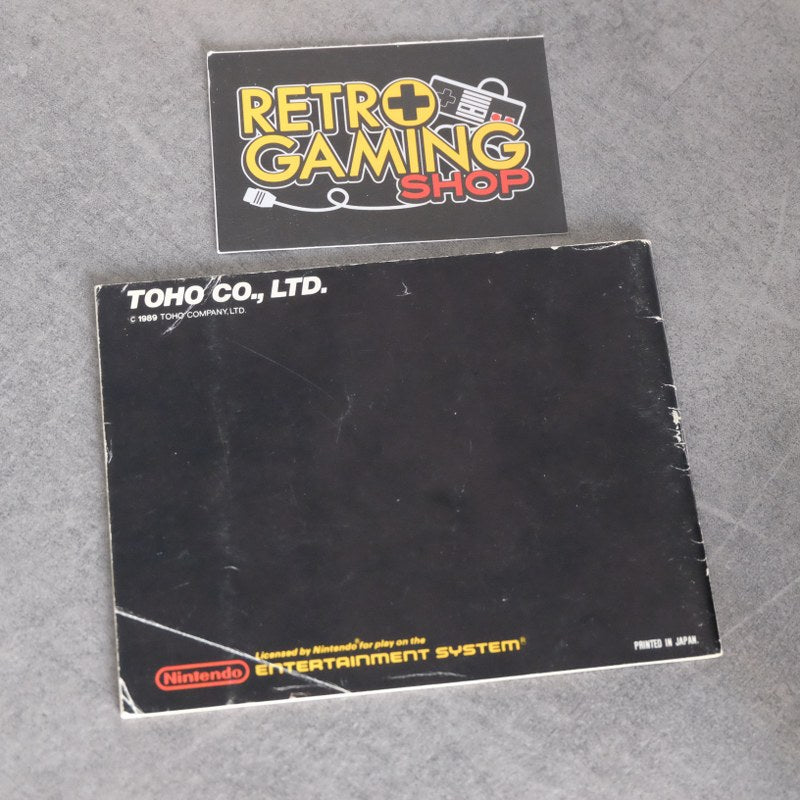 RETRO
GAMING
SHOP
TOHO CO., LTD.
© 1989 TOHO COMPANY, LTD.
Licensed by Nintendo® for play on the
Nintendo ENTERTAINMENT SYSTEM®
PRINTED IN JAPAN.